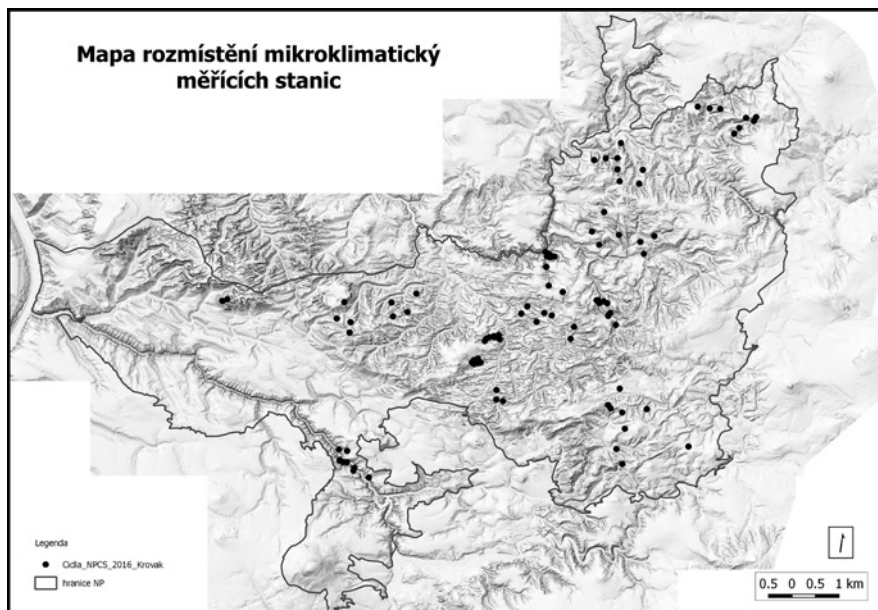 Mapa rozmístění mikroklimatický
měřících stanic
Legenda
Cidla_NPCS_2016_Krovak
hranice NP
0.5 0 0.5 1 km